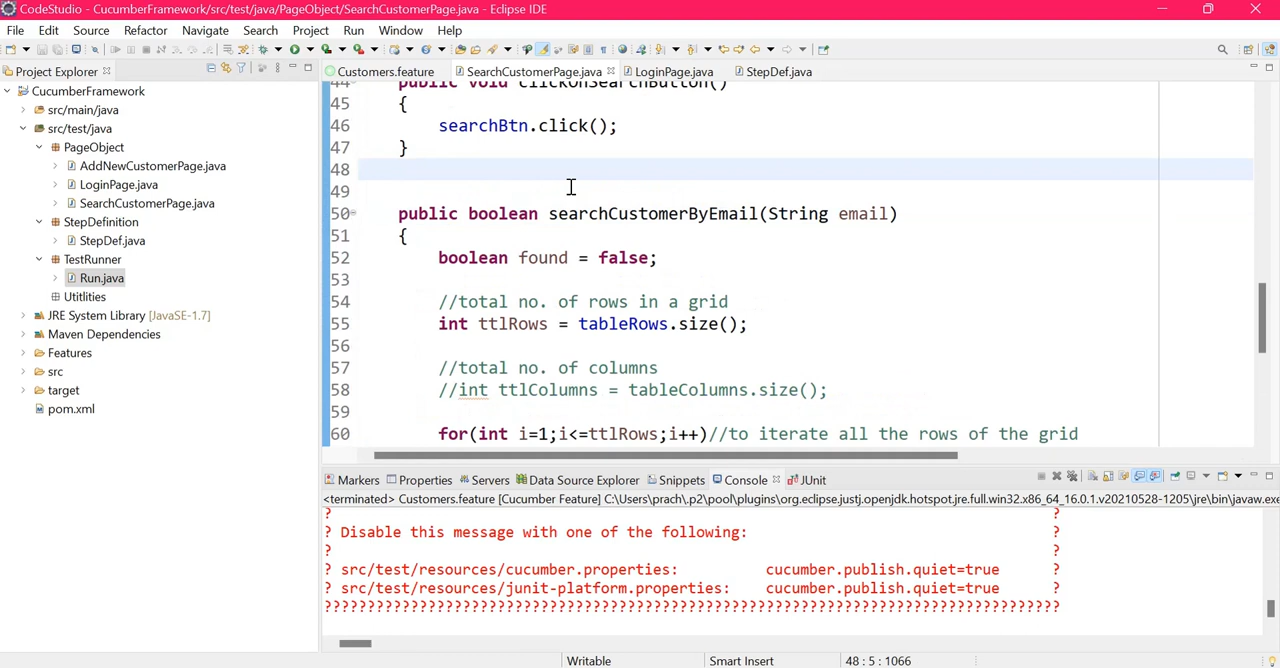 CodeStudio - CucumberFramework/src/test/java/PageObject/SearchCustomerPage.java - Eclipse IDE
File Edit Source Refactor Navigate Search Project Run Window Help
Project Explorer
CucumberFramework
src/main/java
src/test/java
PageObject
AddNewCustomerPage.java
LoginPage.java
SearchCustomerPage.java
StepDefinition
StepDef.java
TestRunner
Run.java
Utitlities
JRE System Library [JavaSE-1.7]
Maven Dependencies
Features
src
target
pom.xml
Customers.feature SearchCustomerPage.java LoginPage.java StepDef.java
44 public void clickOnSearchButton()
45 {
46 searchBtn.click();
47 }
48
49
50 public boolean searchCustomerByEmail(String email)
51 {
52 boolean found = false;
53
54 //total no. of rows in a grid
55 int ttlRows = tableRows.size();
56
57 //total no. of columns
58 //int ttlColumns = tableColumns.size();
59
60 for(int i=1;i<=ttlRows;i++)//to iterate all the rows of the grid
Markers Properties Servers Data Source Explorer Snippets Console JUnit
<terminated> Customers.feature [Cucumber Feature] C:\Users\prach\.p2\pool\plugins\org.eclipse.justj.openjdk.hotspot.jre.full.win32.x86_64_16.0.1.v20210528-1205\jre\bin\javaw.exe
? ?
? Disable this message with one of the following: ?
? ?
? src/test/resources/cucumber.properties: cucumber.publish.quiet=true ?
? src/test/resources/junit-platform.properties: cucumber.publish.quiet=true ?
?????????????????????????????????????????????????????????????????????????
Writable Smart Insert 48 : 5 : 1066